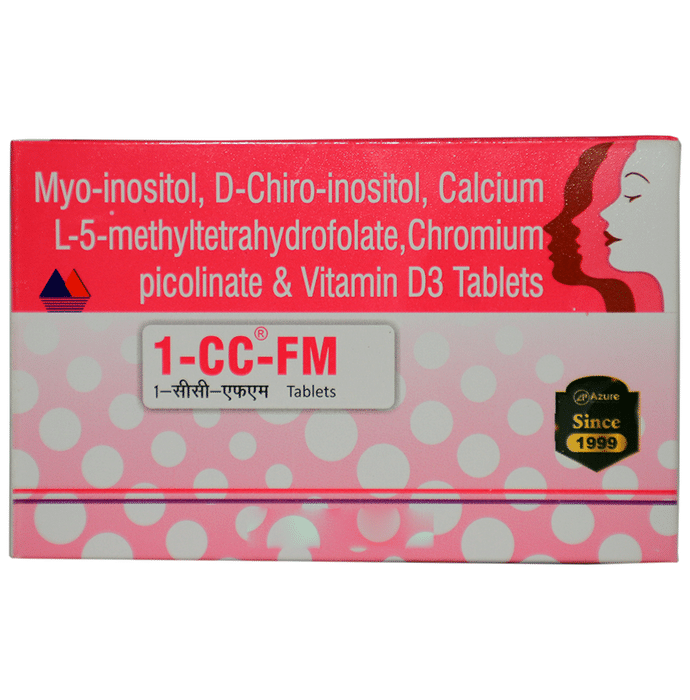 Myo-inositol, D-Chiro-inositol, Calcium
L-5-methyltetrahydrofolate,Chromium
picolinate & Vitamin D3 Tablets
1-CC®-FM
1-सीसी-एफएम Tablets
Azure
Since
1999